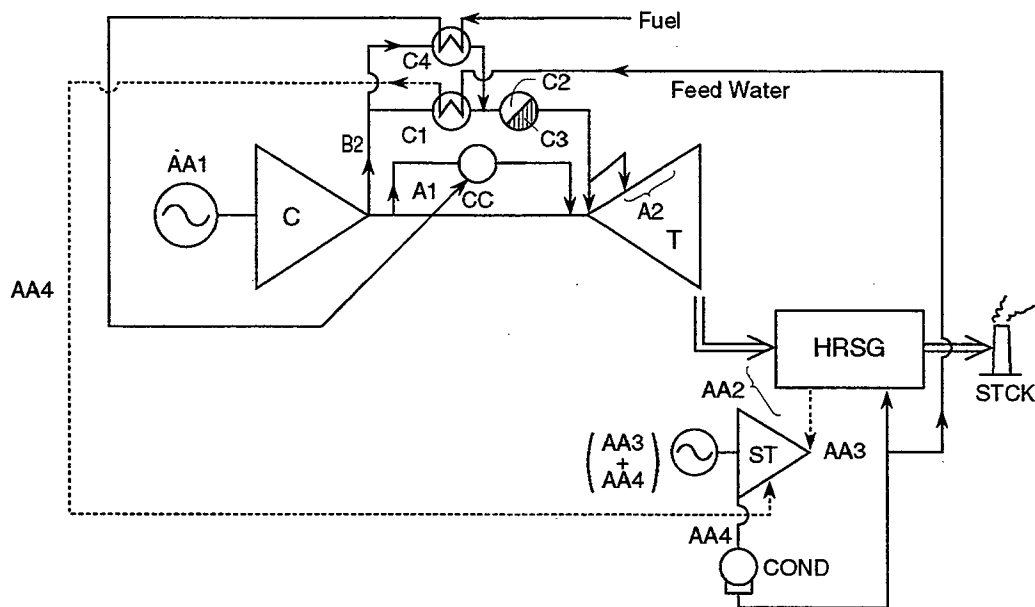 Fuel
C4
C2
Feed Water
C1
C3
B2
AA1
A1
CC
C
A2
T
AA4
HRSG
STCK
AA2
AA3
+
AA4
ST
AA3
AA4
COND